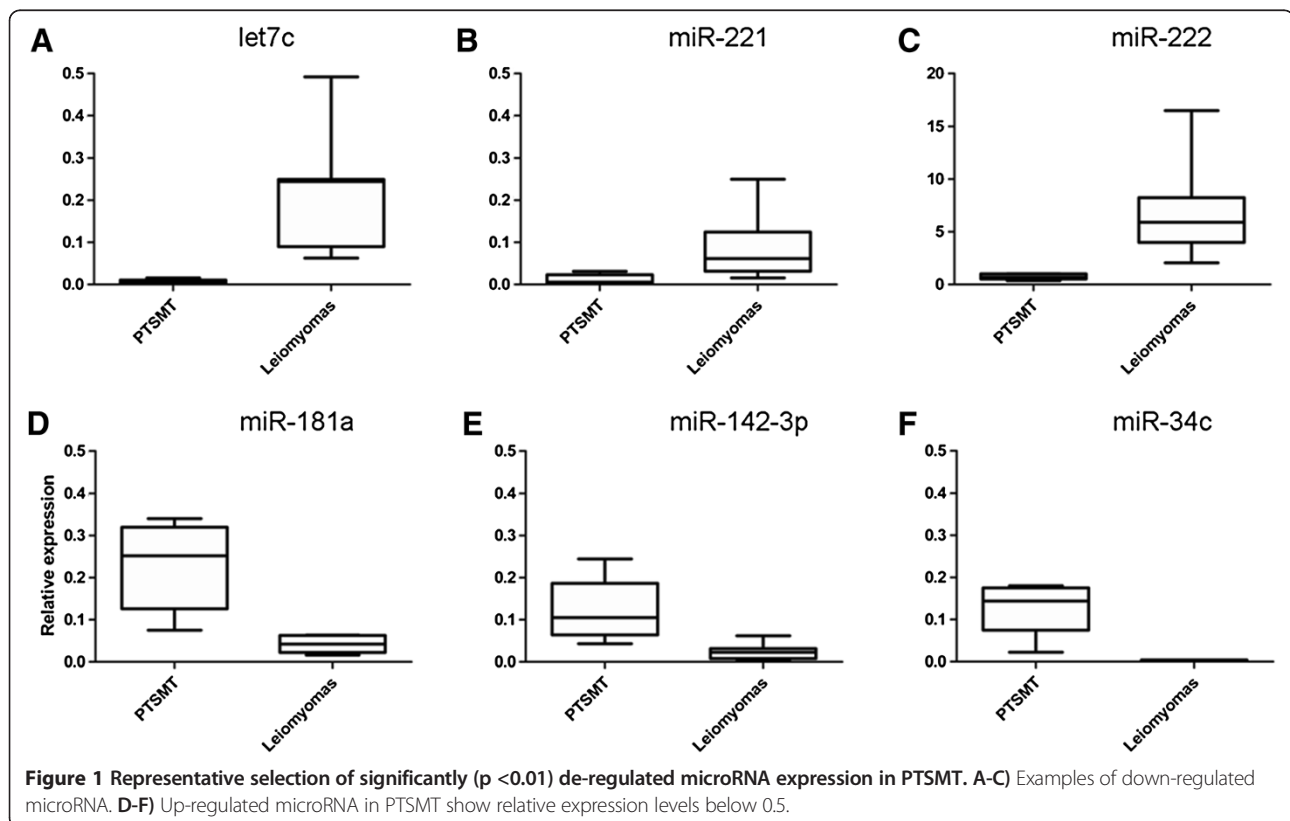 A let7c
0.5
0.4
0.3
0.2
0.1
0.0
PTSMT
Leiomyomas
B miR-221
0.5
0.4
0.3
0.2
0.1
0.0
PTSMT
Leiomyomas
C miR-222
20
15
10
5
0
PTSMT
Leiomyomas
D miR-181a
Relative expression
0.5
0.4
0.3
0.2
0.1
0.0
PTSMT
Leiomyomas
E miR-142-3p
0.5
0.4
0.3
0.2
0.1
0.0
PTSMT
Leiomyomas
F miR-34c
0.5
0.4
0.3
0.2
0.1
0.0
PTSMT
Leiomyomas
Figure 1 Representative selection of significantly (p <0.01) de-regulated microRNA expression in PTSMT. A-C) Examples of down-regulated
microRNA. D-F) Up-regulated microRNA in PTSMT show relative expression levels below 0.5.